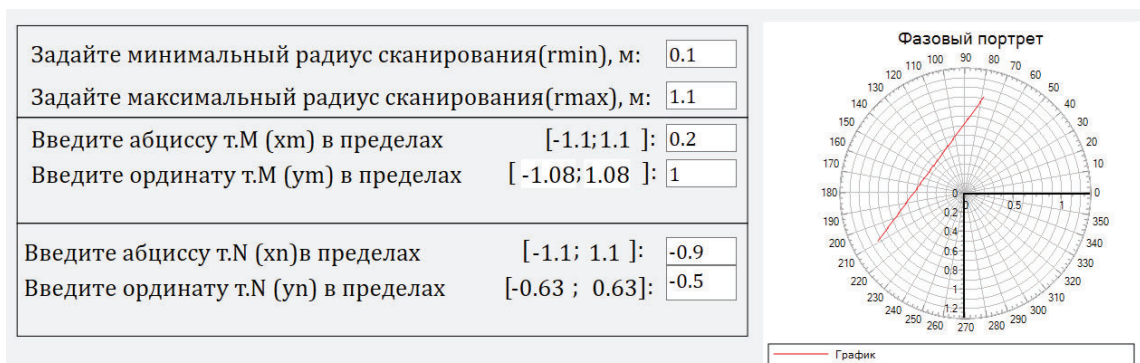 Задайте минимальный радиус сканирования(rmin), м: 0.1
Задайте максимальный радиус сканирования(rmax), м: 1.1
Введите абциссу т.M (xm) в пределах [-1.1;1.1 ]: 0.2
Введите ординату т.M (ym) в пределах [ -1.08;1.08 ]: 1
Введите абциссу т.N (xn)в пределах [-1.1; 1.1 ]: -0.9
Введите ординату т.N (yn) в пределах [-0.63 ; 0.63]: -0.5
Фазовый портрет
90
100 80
110 70
120 60
130 50
140 40
150 30
160 20
170 10
180 0 0
0 0.5 1
190 0.2 350
200 0.4 340
210 0.6 330
220 0.8 320
230 1 310
240 1.2 300
250 290
260 270 280
График